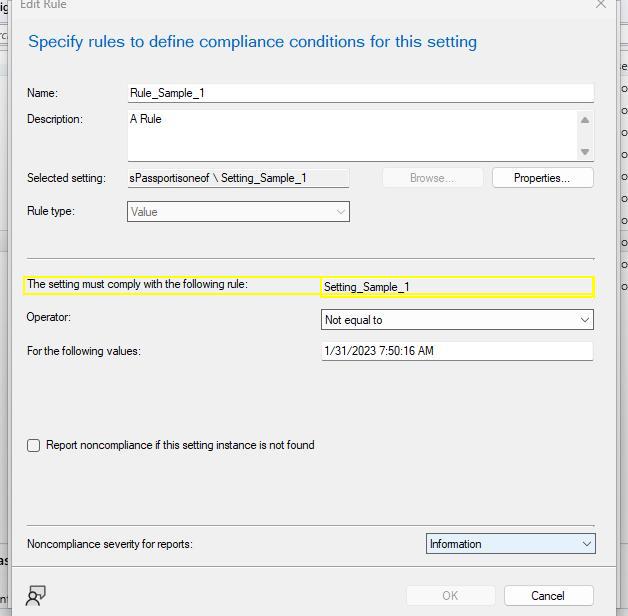 Edit Rule
Specify rules to define compliance conditions for this setting
Name: Rule_Sample_1
Description: A Rule
Selected setting: sPassportisoneof \ Setting_Sample_1 Browse... Properties...
Rule type: Value
The setting must comply with the following rule: Setting_Sample_1
Operator: Not equal to
For the following values: 1/31/2023 7:50:16 AM
Report noncompliance if this setting instance is not found
Noncompliance severity for reports: Information
OK Cancel